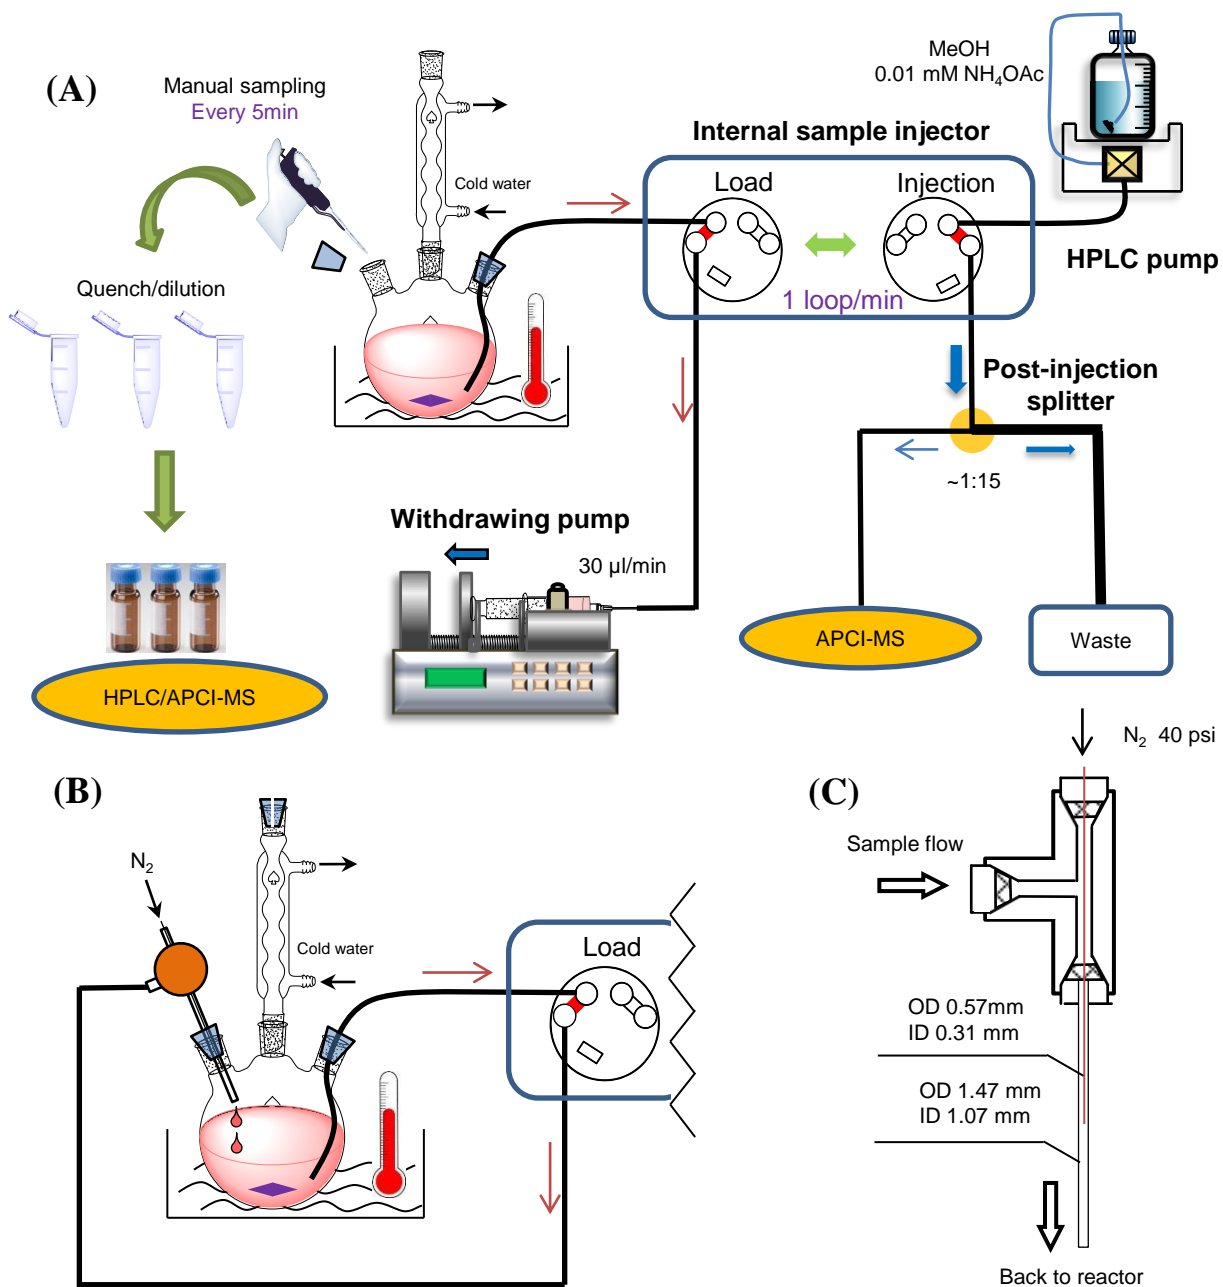 (A)
Manual sampling
Every 5min
Cold water
Quench/dilution
HPLC/APCI-MS
Internal sample injector
Load
Injection
1 loop/min
MeOH
0.01 mM NH₄OAc
HPLC pump
Post-injection
splitter
~1:15
Withdrawing pump
30 µl/min
APCI-MS
Waste
(B)
N₂
Cold water
Load
(C)
N₂ 40 psi
Sample flow
OD 0.57mm
ID 0.31 mm
OD 1.47 mm
ID 1.07 mm
Back to reactor